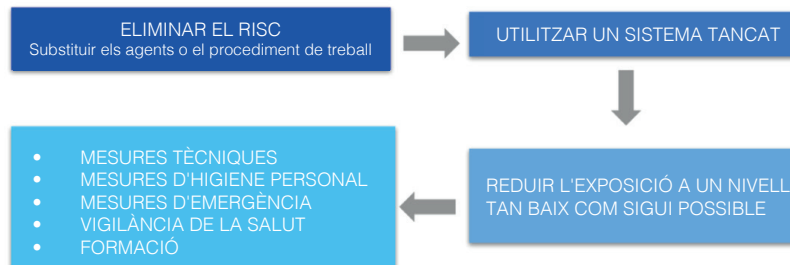 ELIMINAR EL RISC
Substituir els agents o el procediment de treball
UTILITZAR UN SISTEMA TANCAT
REDUIR L'EXPOSICIÓ A UN NIVELL
TAN BAIX COM SIGUI POSSIBLE
• MESURES TÈCNIQUES
• MESURES D'HIGIENE PERSONAL
• MESURES D'EMERGÈNCIA
• VIGILÀNCIA DE LA SALUT
• FORMACIÓ